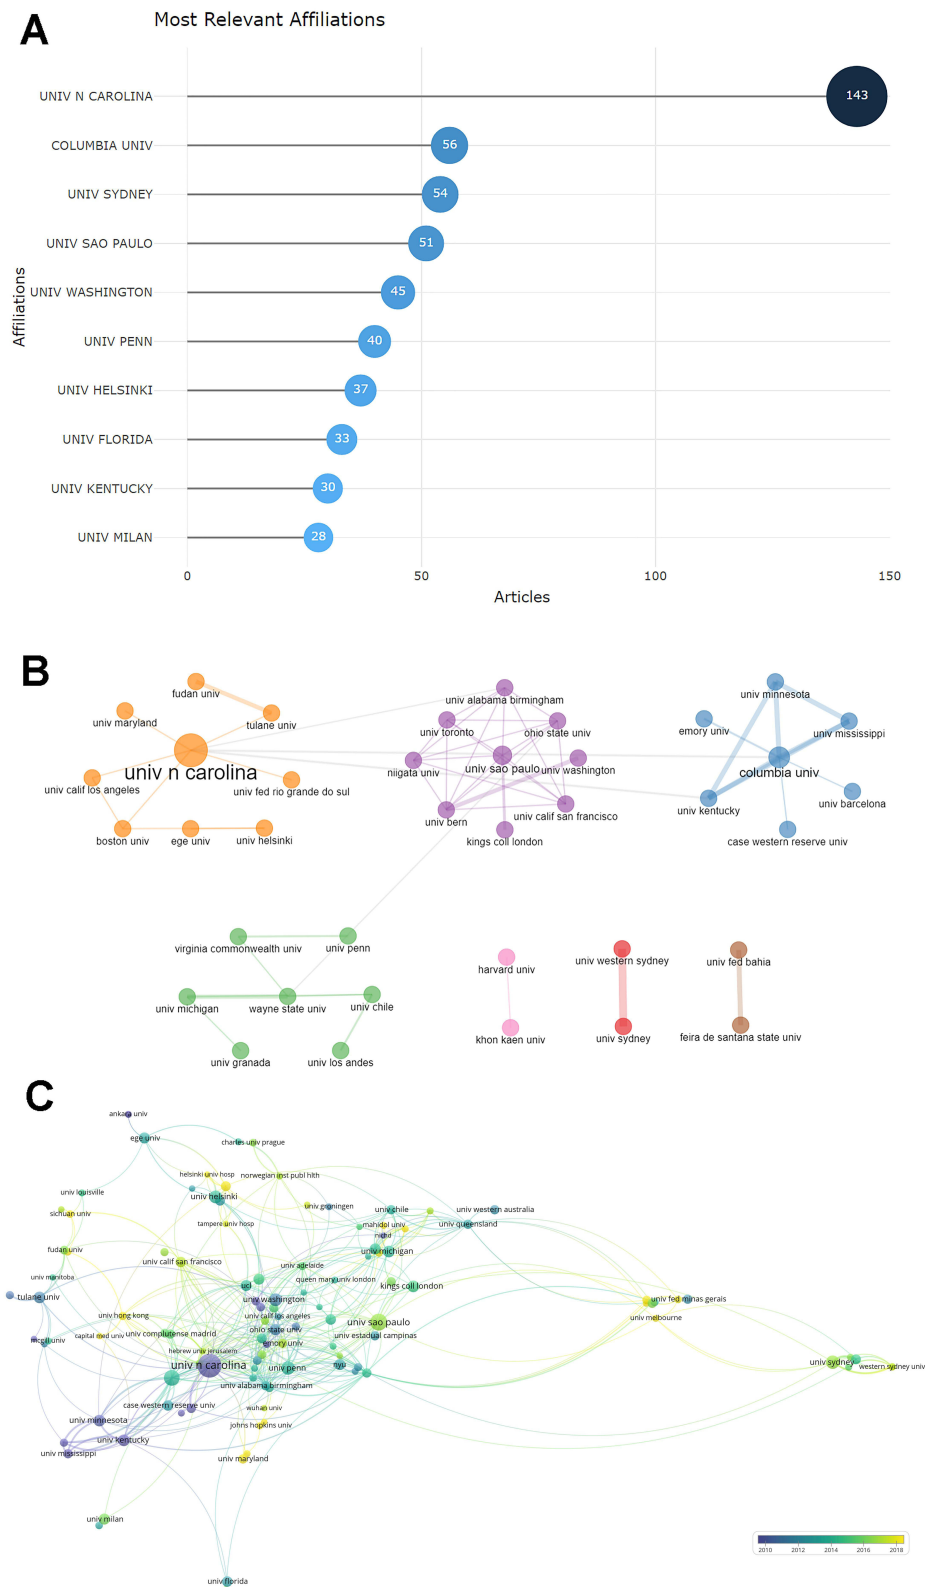 A
Most Relevant Affiliations
UNIV N CAROLINA
143
COLUMBIA UNIV
56
UNIV SYDNEY
54
UNIV SAO PAULO
51
UNIV WASHINGTON
45
UNIV PENN
40
UNIV HELSINKI
37
UNIV FLORIDA
33
UNIV KENTUCKY
30
UNIV MILAN
28
Affiliations
0
50
100
150
Articles
B
fudan univ
univ maryland
tulane univ
univ n carolina
univ calif los angeles
univ fed rio grande do sul
boston univ
ege univ
univ helsinki
univ alabama birmingham
univ toronto
ohio state univ
niigata univ
univ sao paulo
univ washington
univ bern
univ calif san francisco
kings coll london
univ minnesota
emory univ
univ mississippi
columbia univ
univ kentucky
univ barcelona
case western reserve univ
virginia commonwealth univ
univ penn
univ michigan
wayne state univ
univ chile
univ granada
univ los andes
harvard univ
khon kaen univ
univ western sydney
univ sydney
univ fed bahia
feira de santana state univ
C
ankara univ
ege univ
charles univ prague
helsinki univ hosp
norwegian inst publ hlth
univ louisville
univ helsinki
univ groningen
univ chile
univ western australia
sichuan univ
tampere univ hosp
mahidol univ
univ queensland
nichd
fudan univ
univ calif san francisco
univ adelaide
univ michigan
univ manitoba
uci
queen mary univ london
kings coll london
tulane univ
univ washington
univ fed minas gerais
univ hong kong
univ calif los angeles
univ sao paulo
univ melbourne
mcgill univ
capital med univ
univ complutense madrid
ohio state univ
univ estadual campinas
emory univ
hebrew univ jerusalem
univ n carolina
univ penn
nyu
univ sydney
western sydney univ
univ alabama birmingham
case western reserve univ
wuhan univ
univ minnesota
johns hopkins univ
univ kentucky
univ mississippi
univ maryland
univ milan
univ florida
2010
2012
2014
2016
2018